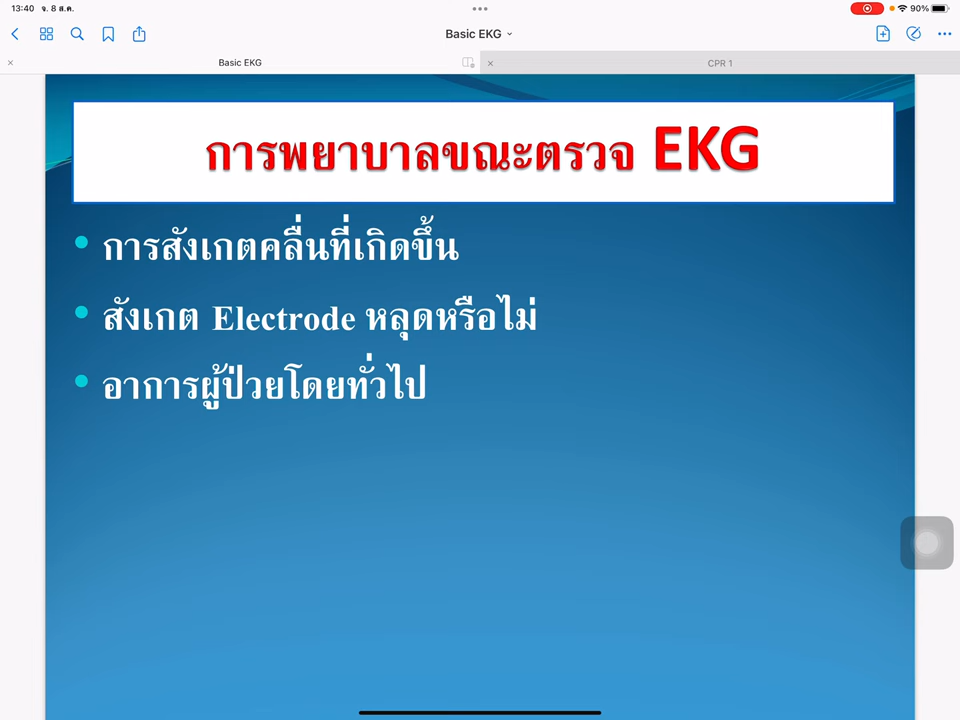 13:40 จ. 8 ส.ค.
90%
Basic EKG
Basic EKG
CPR 1
การพยาบาลขณะตรวจ EKG
• การสังเกตคลื่นที่เกิดขึ้น
• สังเกต Electrode หลุดหรือไม่
• อาการผู้ป่วยโดยทั่วไป